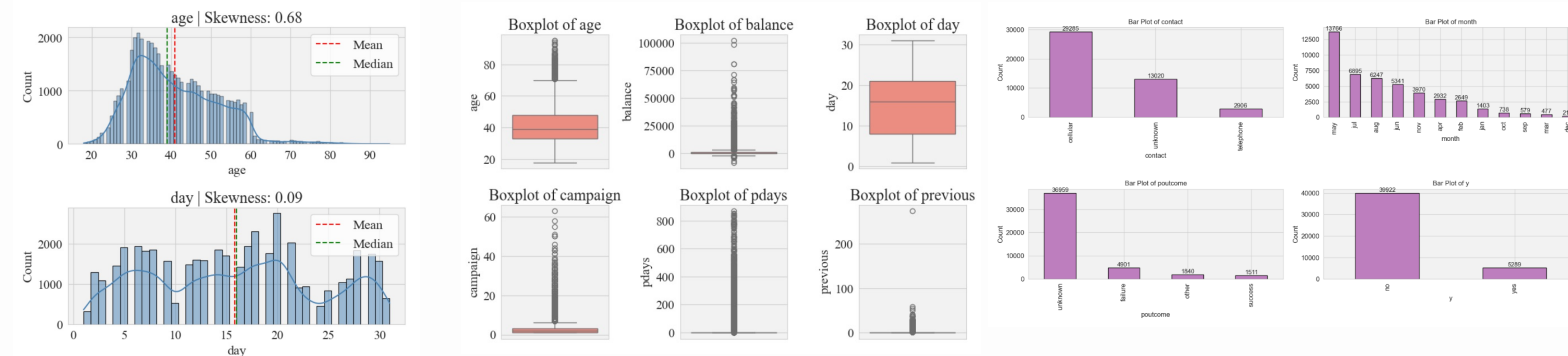 age | Skewness: 0.68
Count
2000
1000
0
Mean
Median
20 30 40 50 60 70 80 90
age
day | Skewness: 0.09
Count
2000
1000
0
Mean
Median
0 5 10 15 20 25 30
day
Boxplot of age
age
80
60
40
20
Boxplot of balance
balance
100000
75000
50000
25000
0
Boxplot of day
day
30
20
10
0
Boxplot of campaign
campaign
60
40
20
0
Boxplot of pdays
pdays
800
600
400
200
0
Boxplot of previous
previous
200
100
0
Bar Plot of contact
Count
30000
20000
10000
0
29285
13020
2906
cellular
unknown
telephone
contact
Bar Plot of month
Count
12500
10000
7500
5000
2500
0
13766
6895
6247
5341
3970
2932
2649
1403
738
579
477
may
jul
aug
jun
nov
apr
feb
jan
oct
sep
mar
month
Bar Plot of poutcome
Count
30000
20000
10000
0
36959
4901
1840
1511
unknown
failure
other
success
poutcome
Bar Plot of y
Count
40000
30000
20000
10000
0
39922
5289
no
yes
y